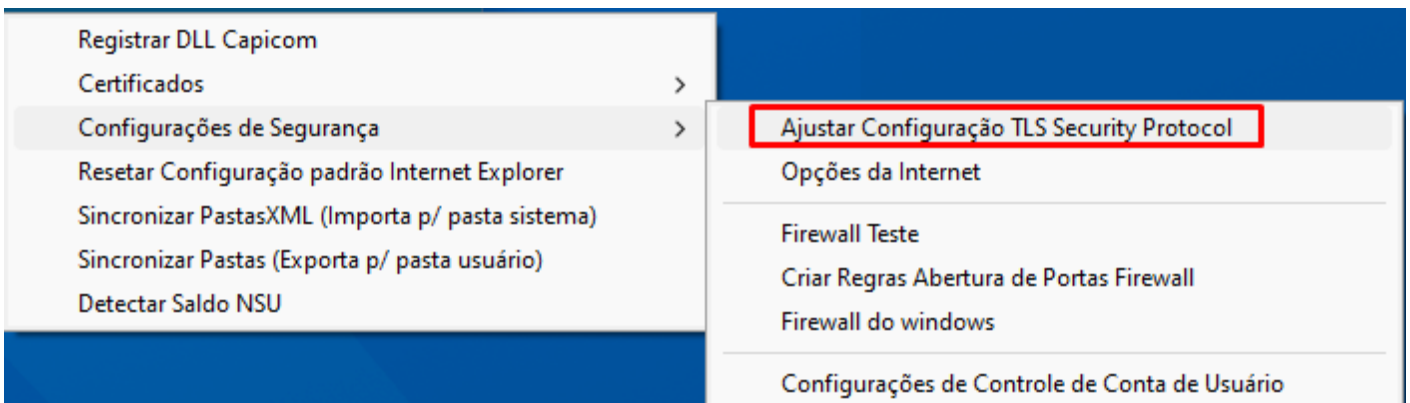 Registrar DLL Capicom
Certificados
Configurações de Segurança
Resetar Configuração padrão Internet Explorer
Sincronizar PastasXML (Importa p/ pasta sistema)
Sincronizar Pastas (Exporta p/ pasta usuário)
Detectar Saldo NSU
Ajustar Configuração TLS Security Protocol
Opções da Internet
Firewall Teste
Criar Regras Abertura de Portas Firewall
Firewall do windows
Configurações de Controle de Conta de Usuário